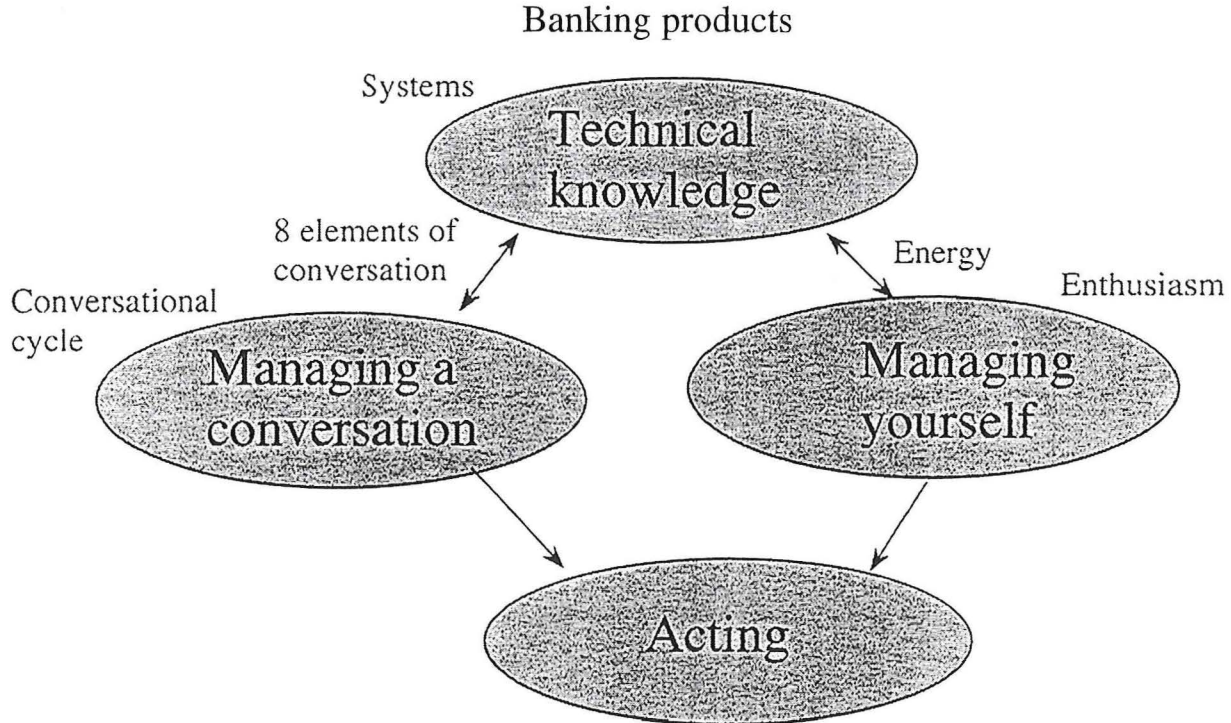 Banking products
Systems
Technical
knowledge
8 elements of
conversation
Energy
Conversational
cycle
Enthusiasm
Managing a
conversation
Managing
yourself
Acting